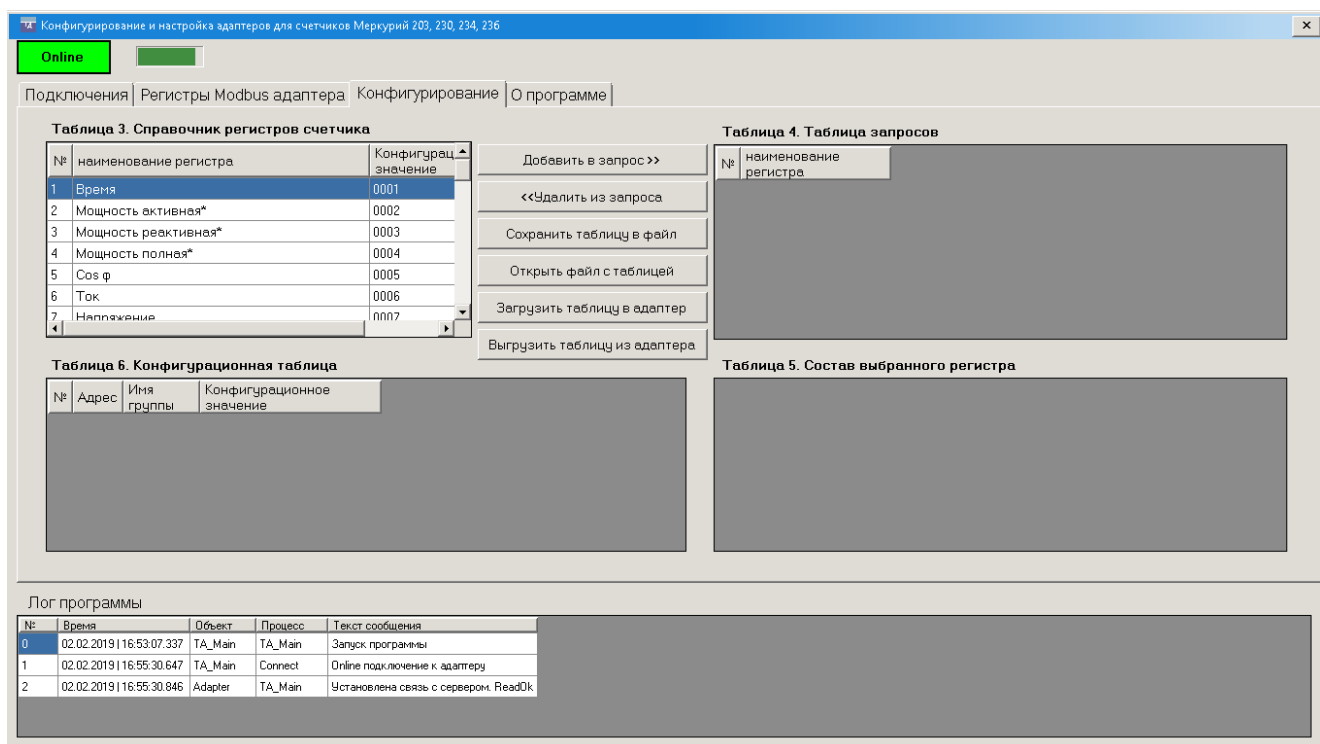 Конфигурирование и настройка адаптеров для счетчиков Меркурий 203, 230, 234, 236
Online
Подключения Регистры Modbus адаптера Конфигурирование О программе
Таблица 3. Справочник регистров счетчика
№ наименование регистра Конфигурац
значение
1 Время 0001
2 Мощность активная* 0002
3 Мощность реактивная* 0003
4 Мощность полная* 0004
5 Cos φ 0005
6 Ток 0006
7 Напряжение 0007
Добавить в запрос >>
<<Удалить из запроса
Сохранить таблицу в файл
Открыть файл с таблицей
Загрузить таблицу в адаптер
Выгрузить таблицу из адаптера
Таблица 4. Таблица запросов
№ наименование
регистра
Таблица 6. Конфигурационная таблица
№ Адрес Имя
группы Конфигурационное
значение
Таблица 5. Состав выбранного регистра
Лог программы
№ Время Объект Процесс Текст сообщения
0 02.02.2019 | 16:53:07.337 TA_Main TA_Main Запуск программы
1 02.02.2019 | 16:55:30.647 TA_Main Connect Online подключение к адаптеру
2 02.02.2019 | 16:55:30.846 Adapter TA_Main Установлена связь с сервером. ReadOk